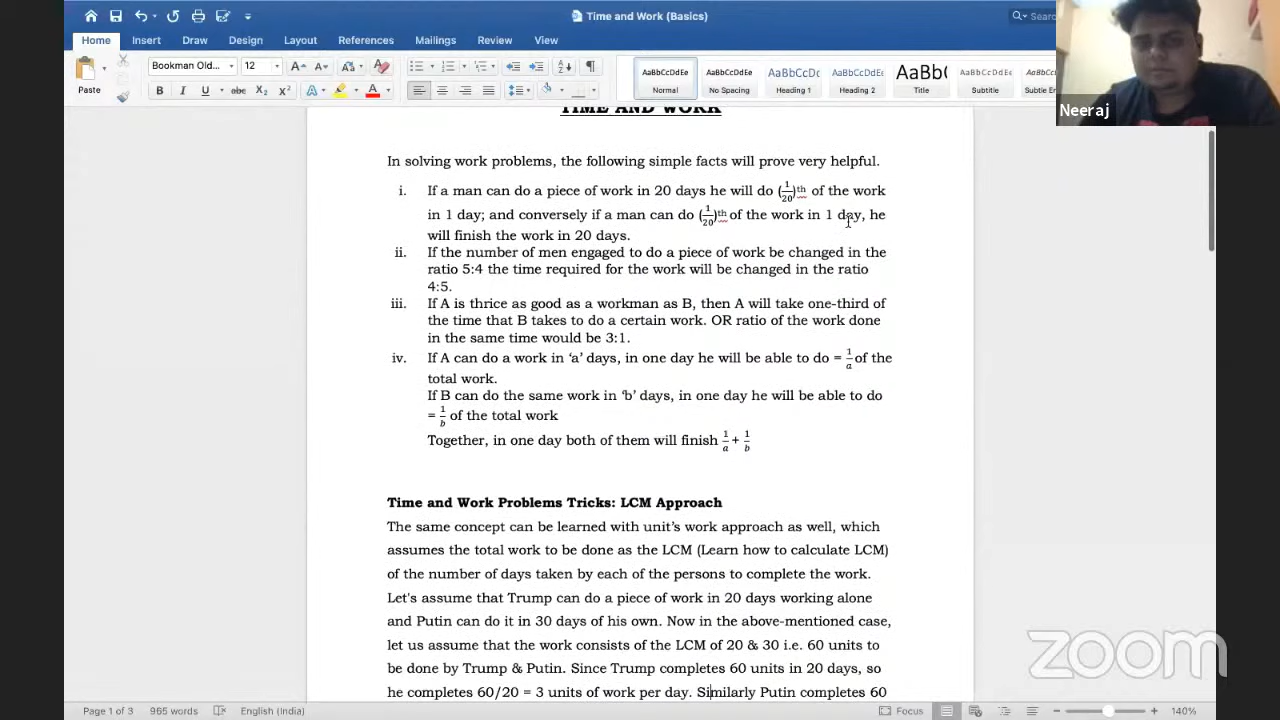 Time and Work (Basics)
Home Insert Draw Design Layout References Mailings Review View
Paste
Bookman Old... 12
AaBbCcDdEe Normal
AaBbCcDdEe No Spacing
AaBbCcDc Heading 1
AaBbCcDdEe Heading 2
AaBb( Title
AaBbCcDdEe Subtitle
Neeraj
TIME AND WORK
In solving work problems, the following simple facts will prove very helpful.
i. If a man can do a piece of work in 20 days he will do (1/20)th of the work
in 1 day; and conversely if a man can do (1/20)th of the work in 1 day, he
will finish the work in 20 days.
ii. If the number of men engaged to do a piece of work be changed in the
ratio 5:4 the time required for the work will be changed in the ratio
4:5.
iii. If A is thrice as good as a workman as B, then A will take one-third of
the time that B takes to do a certain work. OR ratio of the work done
in the same time would be 3:1.
iv. If A can do a work in ‘a’ days, in one day he will be able to do = 1/a of the
total work.
If B can do the same work in ‘b’ days, in one day he will be able to do
= 1/b of the total work
Together, in one day both of them will finish 1/a + 1/b
Time and Work Problems Tricks: LCM Approach
The same concept can be learned with unit’s work approach as well, which
assumes the total work to be done as the LCM (Learn how to calculate LCM)
of the number of days taken by each of the persons to complete the work.
Let's assume that Trump can do a piece of work in 20 days working alone
and Putin can do it in 30 days of his own. Now in the above-mentioned case,
let us assume that the work consists of the LCM of 20 & 30 i.e. 60 units to
be done by Trump & Putin. Since Trump completes 60 units in 20 days, so
he completes 60/20 = 3 units of work per day. Similarly Putin completes 60
zoom
Page 1 of 3 965 words English (India) Focus 140%